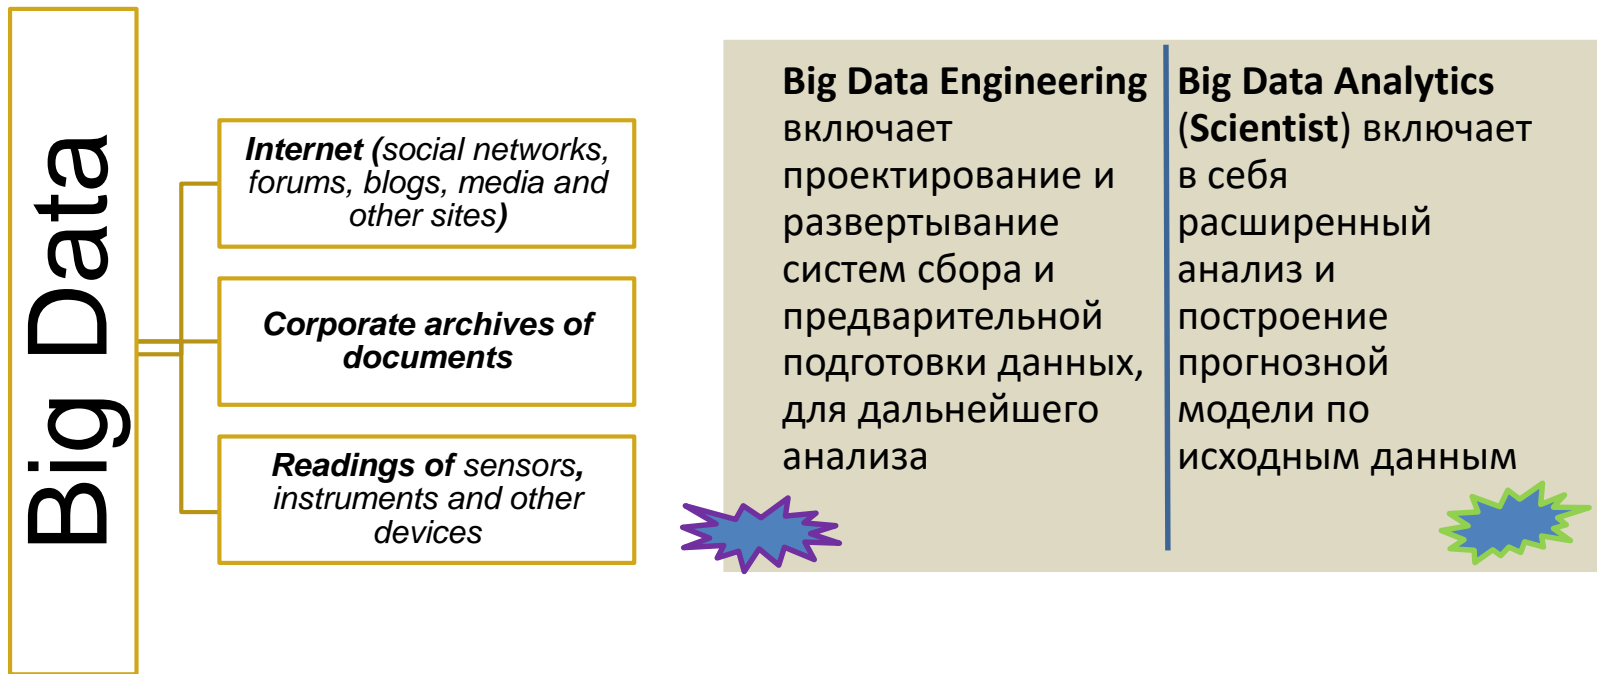 Big Data
Internet (social networks,
forums, blogs, media and
other sites)
Corporate archives of
documents
Readings of sensors,
instruments and other
devices
Big Data Engineering
включает
проектирование и
развертывание
систем сбора и
предварительной
подготовки данных,
для дальнейшего
анализа
Big Data Analytics
(Scientist) включает
в себя
расширенный
анализ и
построение
прогнозной
модели по
исходным данным